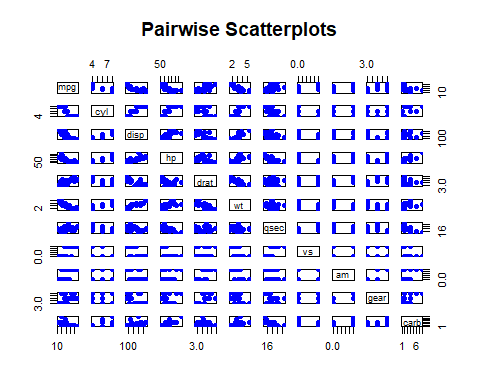 Pairwise Scatterplots
4 7 50 2 5 0.0 3.0
mpg 10
4 cyl
disp 100
50 hp
drat 3.0
2 wt
qsec 16
0.0 vs
am 0.0
3.0 gear
carb 1
10 100 3.0 16 0.0 1 6